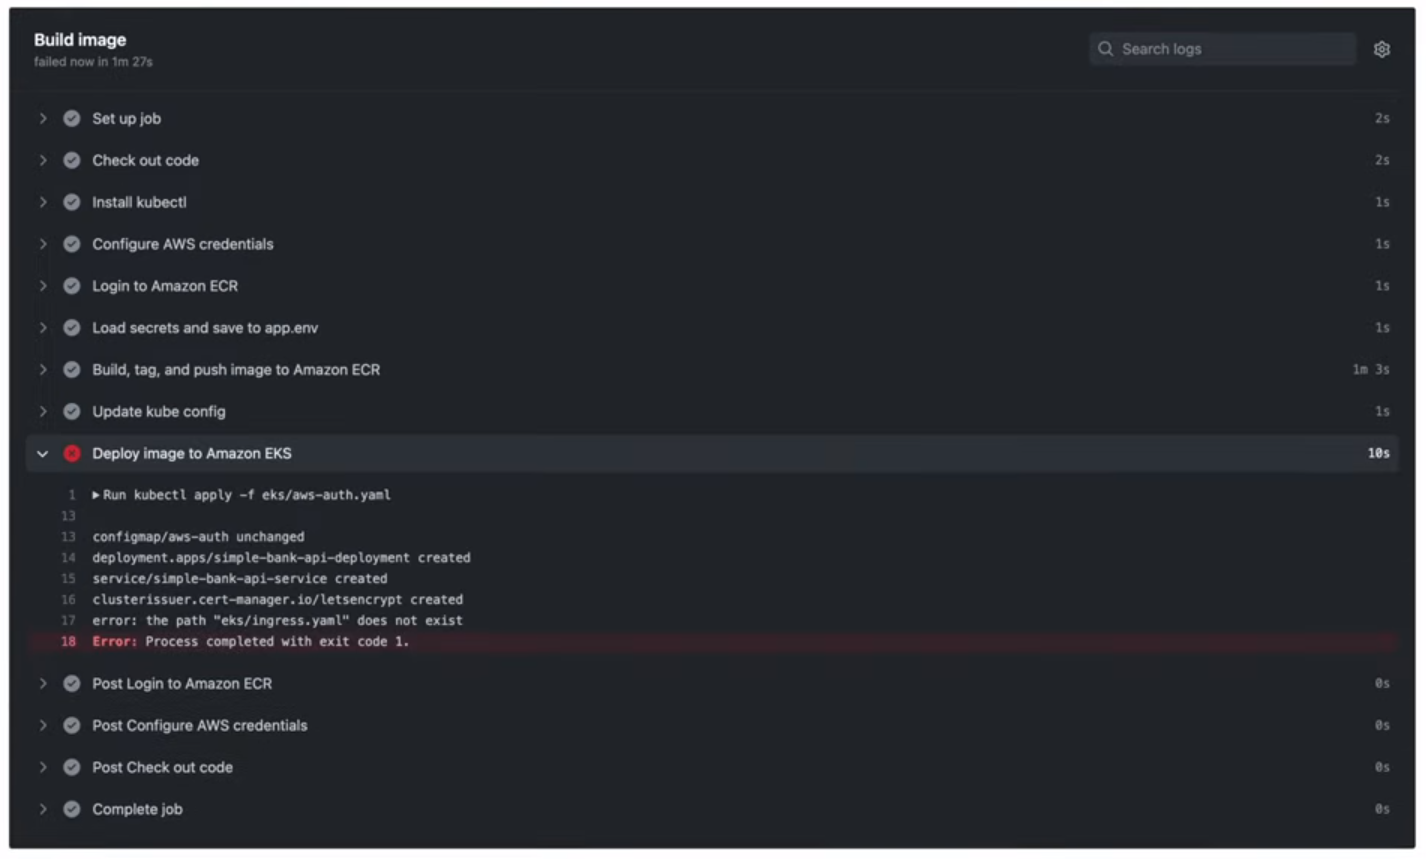 Build image
failed now in 1m 27s
Search logs
Set up job 2s
Check out code 2s
Install kubectl 1s
Configure AWS credentials 1s
Login to Amazon ECR 1s
Load secrets and save to app.env 1s
Build, tag, and push image to Amazon ECR 1m 3s
Update kube config 1s
Deploy image to Amazon EKS 10s
1 Run kubectl apply -f eks/aws-auth.yaml
13
13 configmap/aws-auth unchanged
14 deployment.apps/simple-bank-api-deployment created
15 service/simple-bank-api-service created
16 clusterissuer.cert-manager.io/letsencrypt created
17 error: the path "eks/ingress.yaml" does not exist
18 Error: Process completed with exit code 1.
Post Login to Amazon ECR 0s
Post Configure AWS credentials 0s
Post Check out code 0s
Complete job 0s